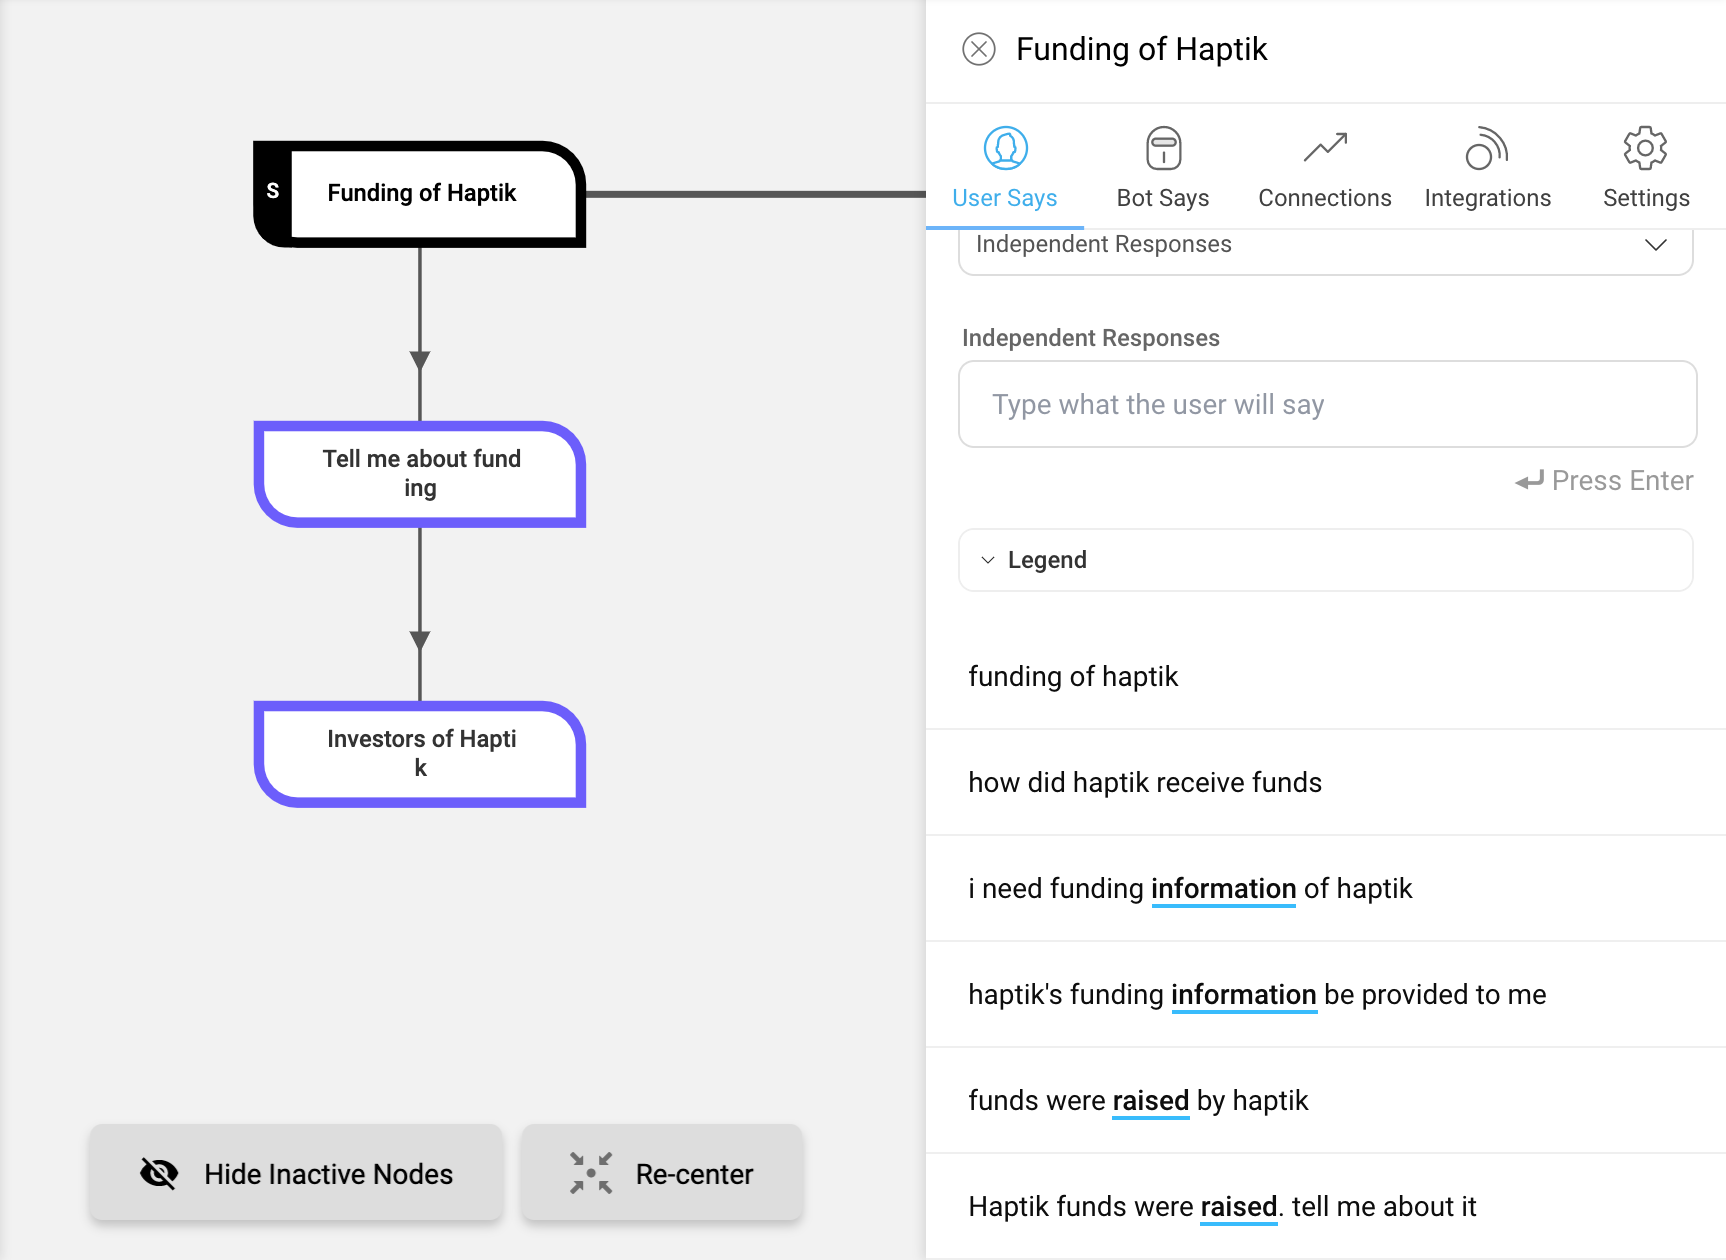 S
Funding of Haptik
Tell me about fund
ing
Investors of Hapti
k
Hide Inactive Nodes
Re-center
Funding of Haptik
User Says
Bot Says
Connections
Integrations
Settings
Independent Responses
Independent Responses
Type what the user will say
Press Enter
Legend
funding of haptik
how did haptik receive funds
i need funding information of haptik
haptik's funding information be provided to me
funds were raised by haptik
Haptik funds were raised. tell me about it